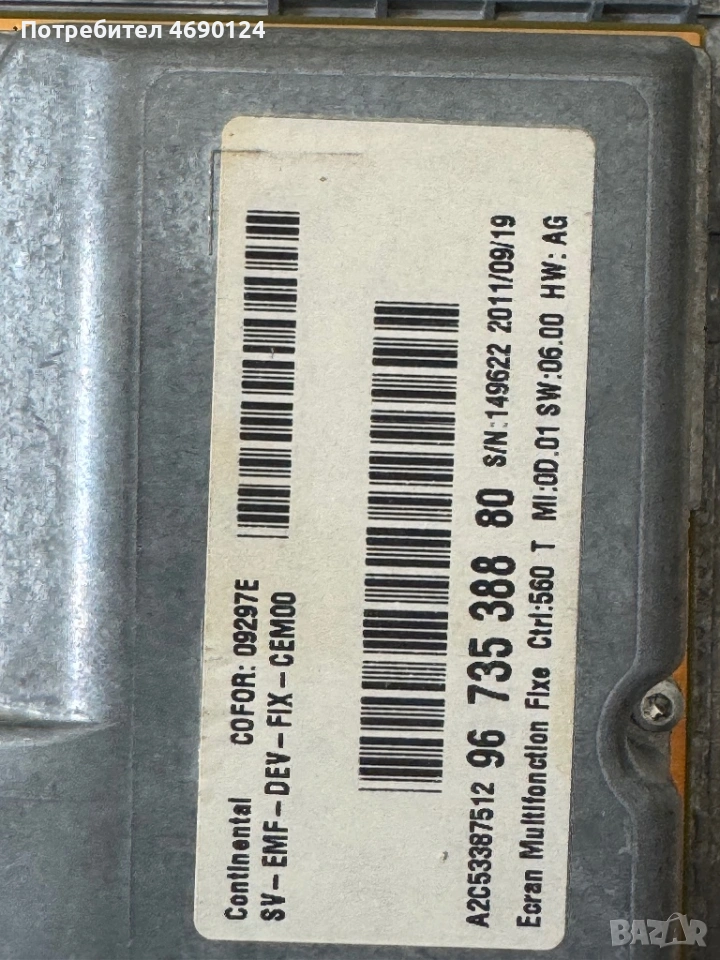 Потребител 4690124
Continental COFOR: 09297E
SV-EMF-DEV-FIX-CEM00
A2C53387512 96 735 388 80 S/N:149622 2011/09/19
Ecran Multifonction Fixe Ctrl:560 T MI:0D.01 SW:06.00 HW: AG
BAZAR